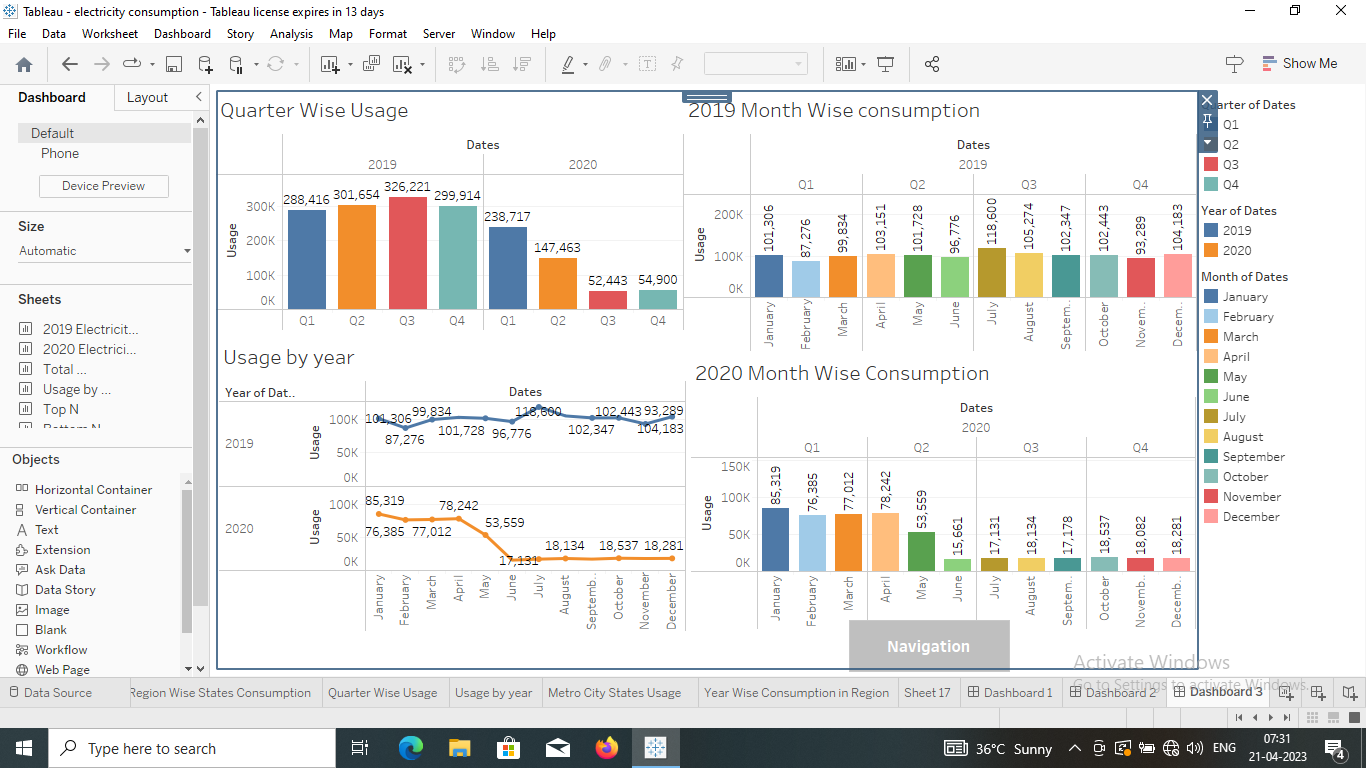 Tableau - electricity consumption - Tableau license expires in 13 days
File Data Worksheet Dashboard Story Analysis Map Format Server Window Help
Show Me
Dashboard Layout
Default
Phone
Device Preview
Size
Automatic
Sheets
2019 Electricit...
2020 Electrici...
Total ...
Usage by ...
Top N
Objects
Horizontal Container
Vertical Container
Text
Extension
Ask Data
Data Story
Image
Blank
Workflow
Web Page
Quarter Wise Usage
Dates
2019 2020
Usage
300K
200K
100K
0K
288,416 301,654 326,221 299,914 238,717 147,463 52,443 54,900
Q1 Q2 Q3 Q4 Q1 Q2 Q3 Q4
2019 Month Wise consumption
Dates
2019
Q1 Q2 Q3 Q4
Usage
200K
100K
0K
101,306 87,276 99,834 103,151 101,728 96,776 118,600 105,274 102,347 102,443 93,289 104,183
January February March April May June July August Septem.. October Novem.. Decem..
Usage by year
Year of Dat.. Dates
2019
Usage
100K
50K
0K
101,306 99,834 118,600 102,443 93,289
87,276 101,728 96,776 102,347 104,183
2020
Usage
100K
50K
0K
85,319 78,242
76,385 77,012 53,559
17,131 18,134 18,537 18,281
January February March April May June July August Septemb.. October November December
2020 Month Wise Consumption
Dates
2020
Q1 Q2 Q3 Q4
Usage
150K
100K
50K
0K
85,319 76,385 77,012 78,242 53,559 15,661 17,131 18,134 17,178 18,537 18,082 18,281
January February March April May June July August Septem.. October Novemb.. Decemb..
Navigation
Quarter of Dates
Q1
Q2
Q3
Q4
Year of Dates
2019
2020
Month of Dates
January
February
March
April
May
June
July
August
September
October
November
December
Activate Windows
Go to Settings to activate Windows.
Data Source Region Wise States Consumption Quarter Wise Usage Usage by year Metro City States Usage Year Wise Consumption in Region Sheet 17 Dashboard 1 Dashboard 2 Dashboard 3
Type here to search
36°C Sunny
ENG
07:31
21-04-2023
4